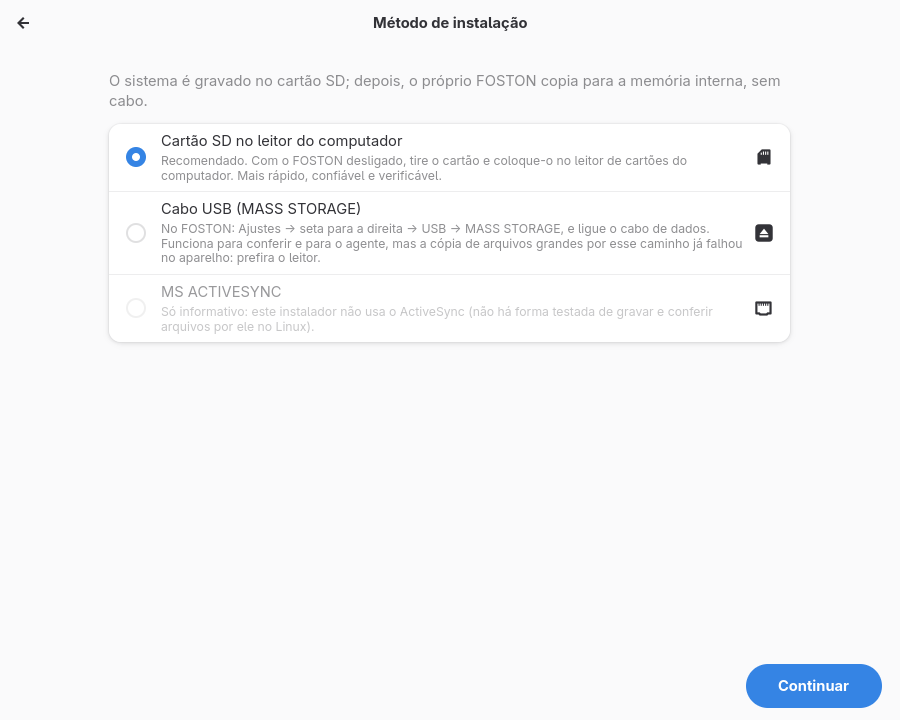 Método de instalação
O sistema é gravado no cartão SD; depois, o próprio FOSTON copia para a memória interna, sem
cabo.
Cartão SD no leitor do computador
Recomendado. Com o FOSTON desligado, tire o cartão e coloque-o no leitor de cartões do
computador. Mais rápido, confiável e verificável.
Cabo USB (MASS STORAGE)
No FOSTON: Ajustes → seta para a direita → USB → MASS STORAGE, e ligue o cabo de dados.
Funciona para conferir e para o agente, mas a cópia de arquivos grandes por esse caminho já falhou
no aparelho: prefira o leitor.
MS ACTIVESYNC
Só informativo: este instalador não usa o ActiveSync (não há forma testada de gravar e conferir
arquivos por ele no Linux).
Continuar